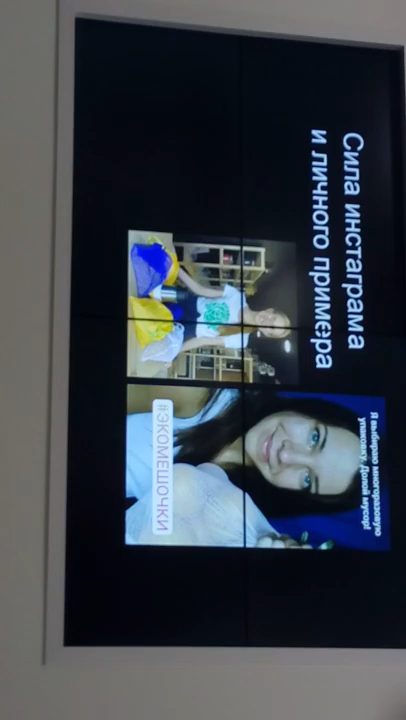 Сила инстаграма
и личного примера
Я выбираю многоразовую
упаковку. Долой мусор!
#ЭКОМЕШОЧКИ